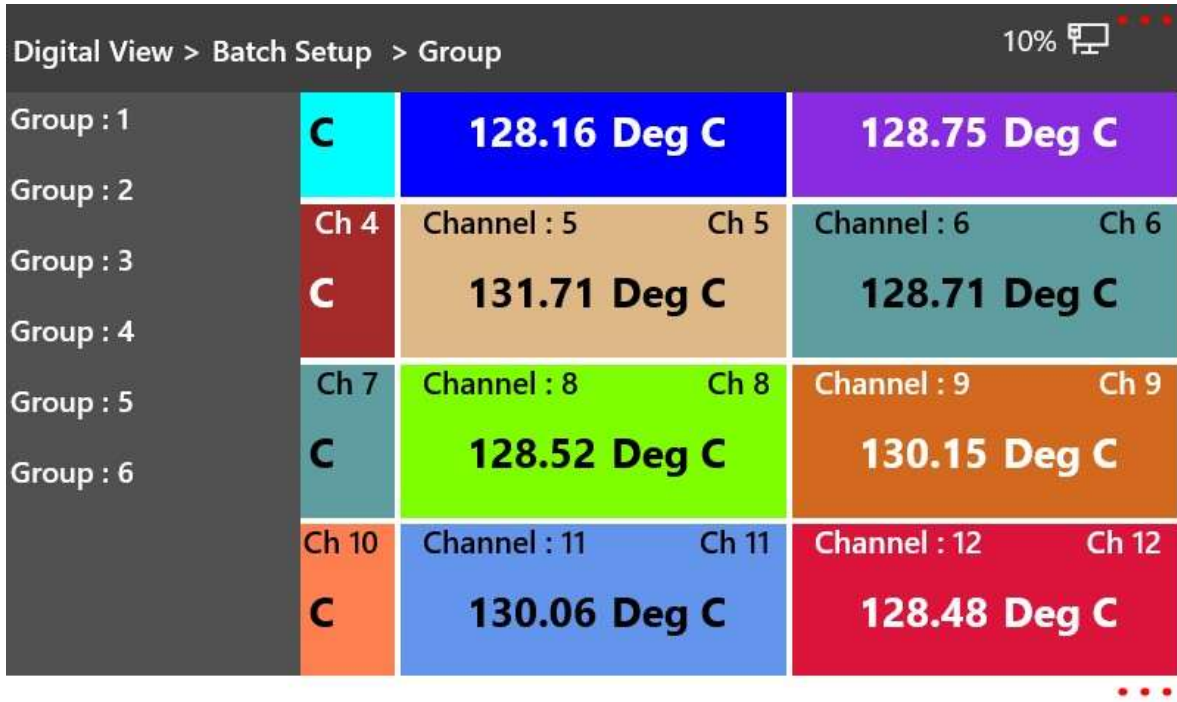 Digital View > Batch Setup > Group 10%
Group : 1
Group : 2
Group : 3
Group : 4
Group : 5
Group : 6
C 128.16 Deg C 128.75 Deg C
Ch 4 Channel : 5 Ch 5 Channel : 6 Ch 6
C 131.71 Deg C 128.71 Deg C
Ch 7 Channel : 8 Ch 8 Channel : 9 Ch 9
C 128.52 Deg C 130.15 Deg C
Ch 10 Channel : 11 Ch 11 Channel : 12 Ch 12
C 130.06 Deg C 128.48 Deg C